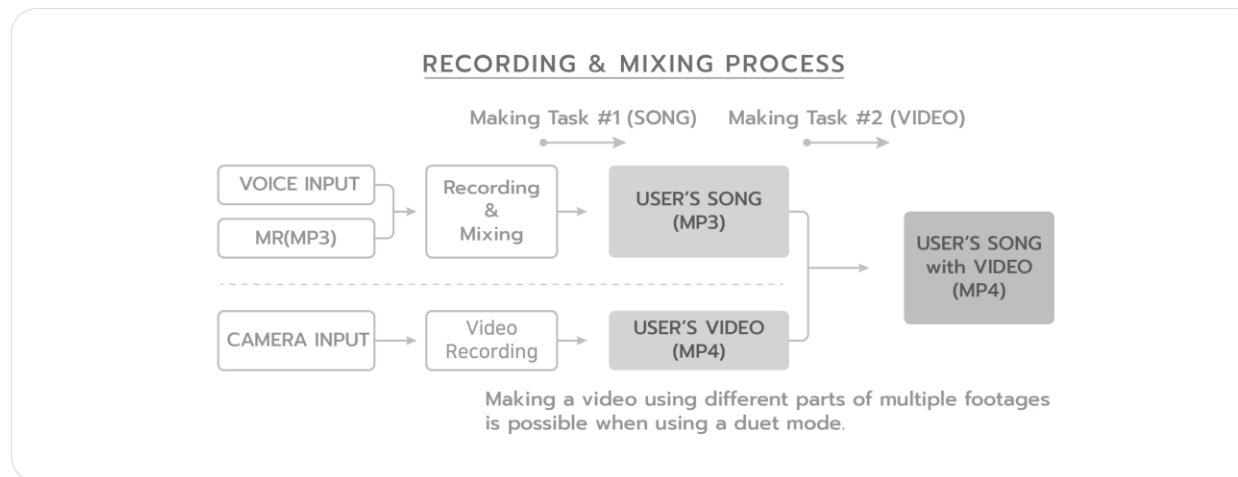 RECORDING & MIXING PROCESS
Making Task #1 (SONG)
Making Task #2 (VIDEO)
VOICE INPUT
MR(MP3)
Recording
&
Mixing
USER'S SONG
(MP3)
USER'S SONG
with VIDEO
(MP4)
CAMERA INPUT
Video
Recording
USER'S VIDEO
(MP4)
Making a video using different parts of multiple footages
is possible when using a duet mode.